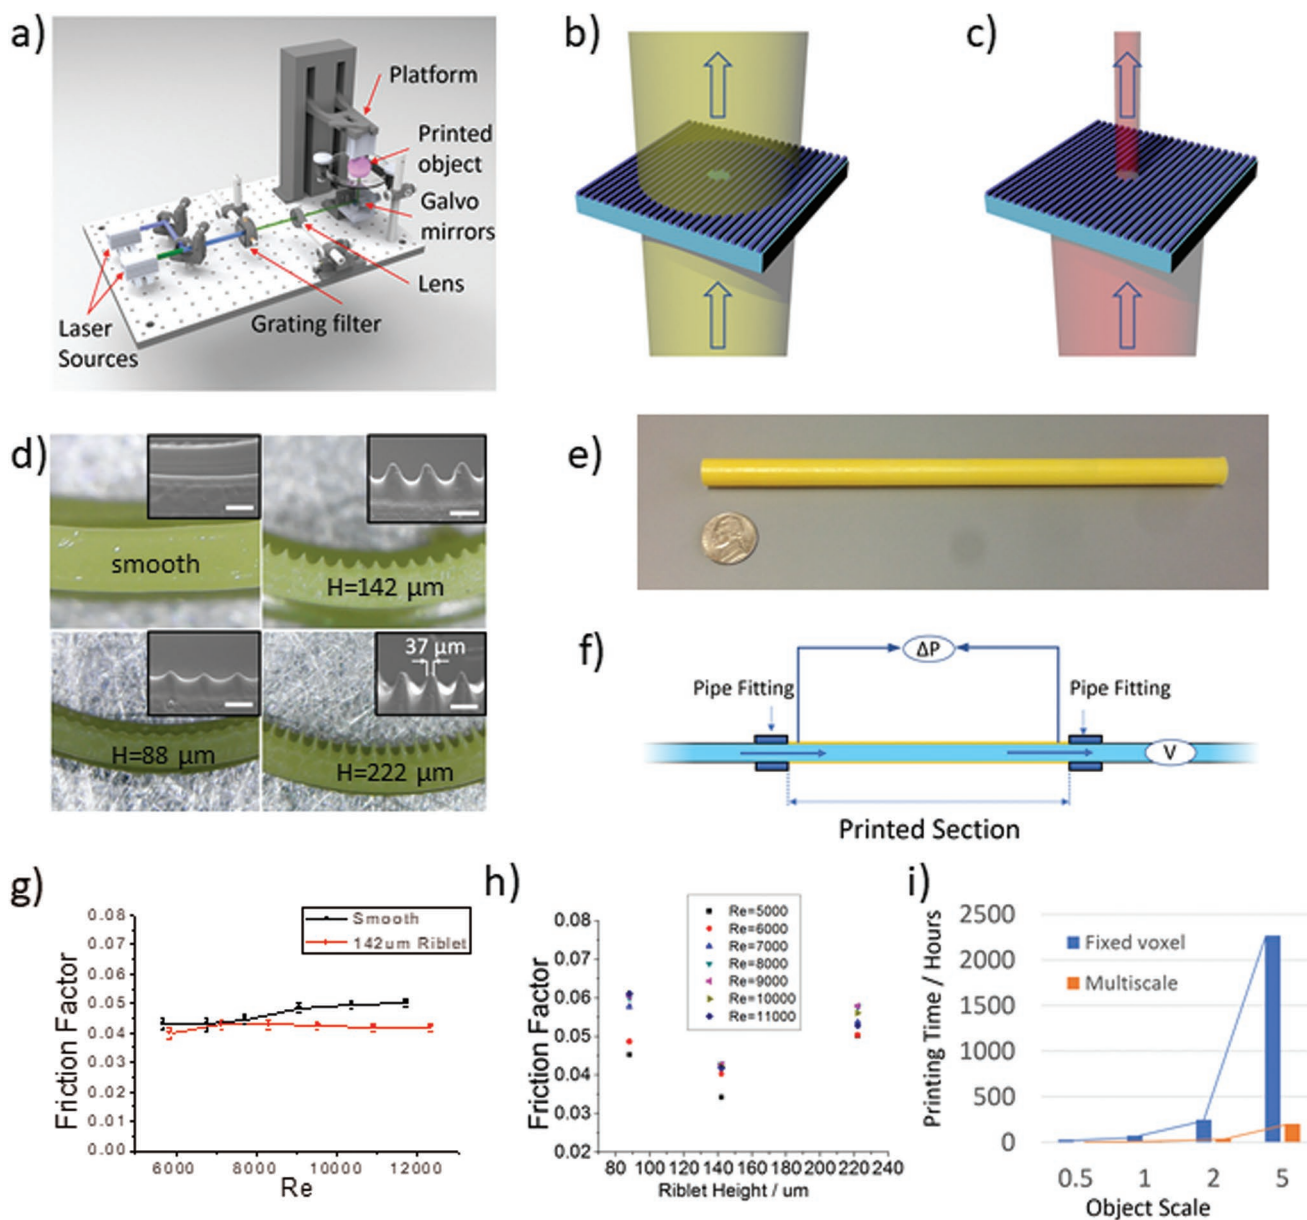 a)
Platform
Printed
object
Galvo
mirrors
Lens
Grating filter
Laser
Sources
b)
c)
d)
smooth
H=142 µm
H=88 µm
37 µm
H=222 µm
e)
f)
ΔP
Pipe Fitting
Pipe Fitting
V
Printed Section
g)
Friction Factor
0.08
0.07
0.06
0.05
0.04
0.03
0.02
0.01
0.00
Smooth
142um Riblet
6000 8000 10000 12000
Re
h)
Friction Factor
0.08
0.07
0.06
0.05
0.04
0.03
0.02
Re=5000
Re=6000
Re=7000
Re=8000
Re=9000
Re=10000
Re=11000
80 100 120 140 160 180 200 220 240
Riblet Height / um
i)
Printing Time / Hours
2500
2000
1500
1000
500
0
Fixed voxel
Multiscale
0.5 1 2 5
Object Scale